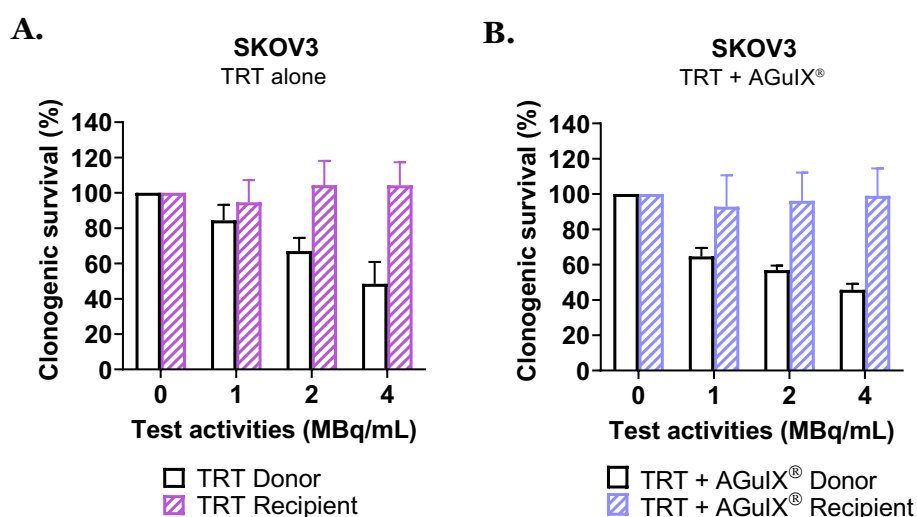 A.
SKOV3
TRT alone
Clonogenic survival (%)
140
120
100
80
60
40
20
0
0 1 2 4
Test activities (MBq/mL)
TRT Donor
TRT Recipient
B.
SKOV3
TRT + AGuIX®
Clonogenic survival (%)
140
120
100
80
60
40
20
0
0 1 2 4
Test activities (MBq/mL)
TRT + AGuIX® Donor
TRT + AGuIX® Recipient